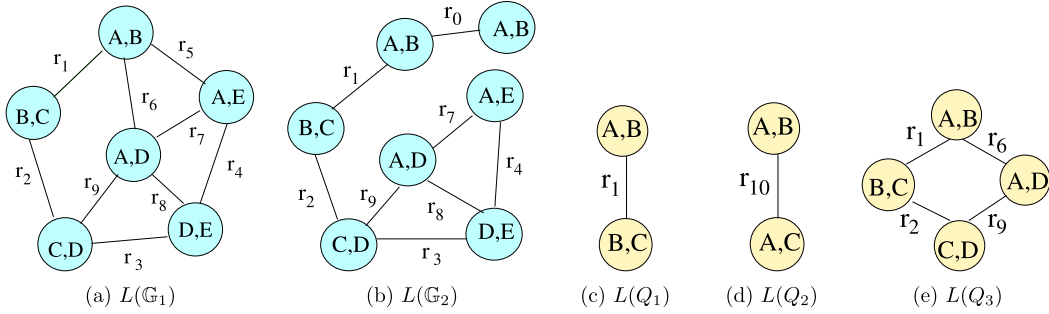 A,B
r1
r5
B,C
r6
A,E
r7
A,D
r2
r9
r8
r4
C,D
D,E
r3
(a) L(𝔾1)
r0
A,B
A,B
r1
A,E
r7
B,C
A,D
r4
r2
r9
r8
C,D
D,E
r3
(b) L(𝔾2)
A,B
r1
B,C
(c) L(Q1)
A,B
r10
A,C
(d) L(Q2)
A,B
r1
r6
B,C
A,D
r2
r9
C,D
(e) L(Q3)